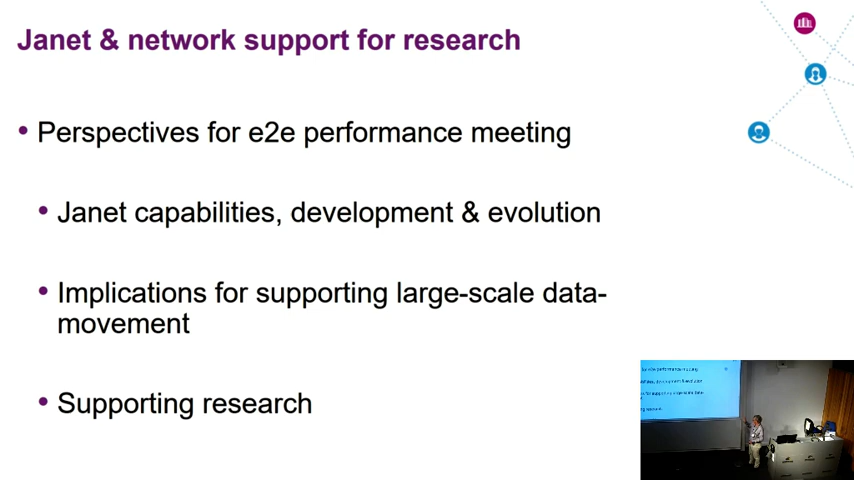 Janet & network support for research
• Perspectives for e2e performance meeting
• Janet capabilities, development & evolution
• Implications for supporting large-scale data-
movement
• Supporting research